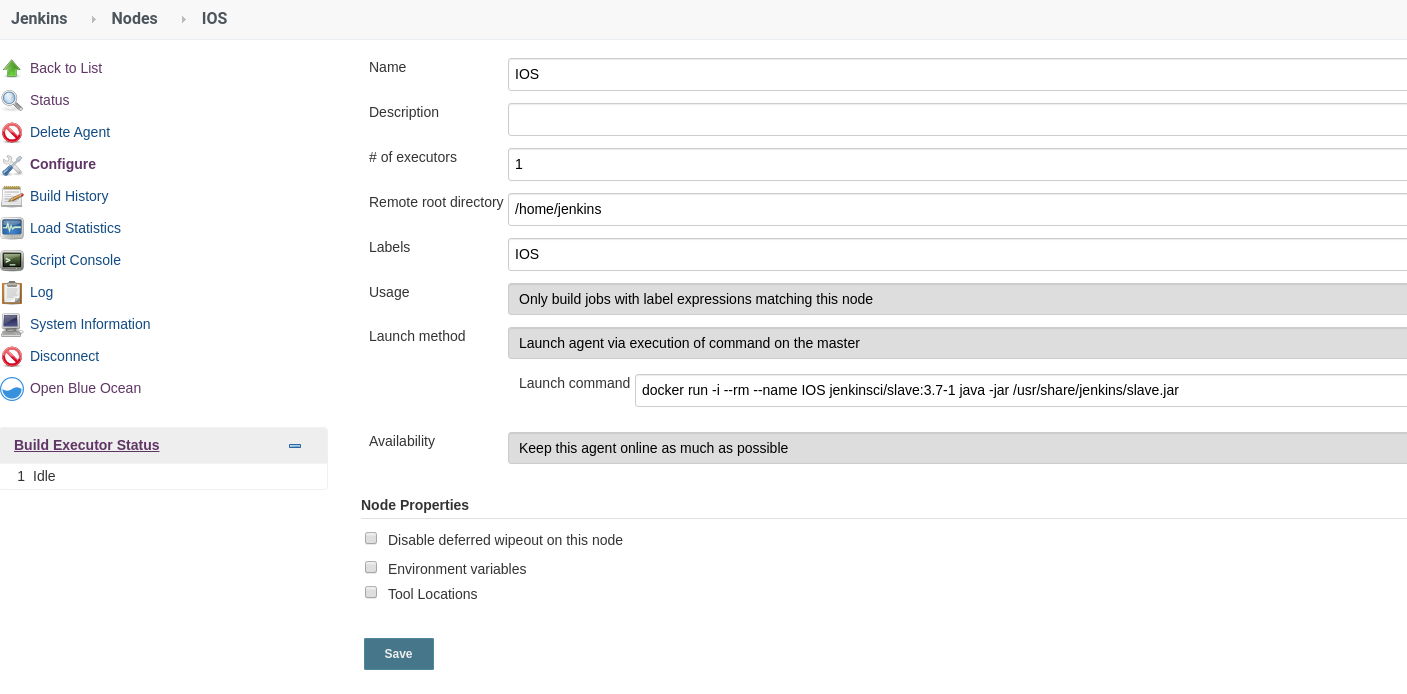 Jenkins Nodes IOS
Back to List
Status
Delete Agent
Configure
Build History
Load Statistics
Script Console
Log
System Information
Disconnect
Open Blue Ocean
Build Executor Status
1 Idle
Name IOS
Description
# of executors 1
Remote root directory /home/jenkins
Labels IOS
Usage Only build jobs with label expressions matching this node
Launch method Launch agent via execution of command on the master
Launch command docker run -i --rm --name IOS jenkinsci/slave:3.7-1 java -jar /usr/share/jenkins/slave.jar
Availability Keep this agent online as much as possible
Node Properties
Disable deferred wipeout on this node
Environment variables
Tool Locations
Save